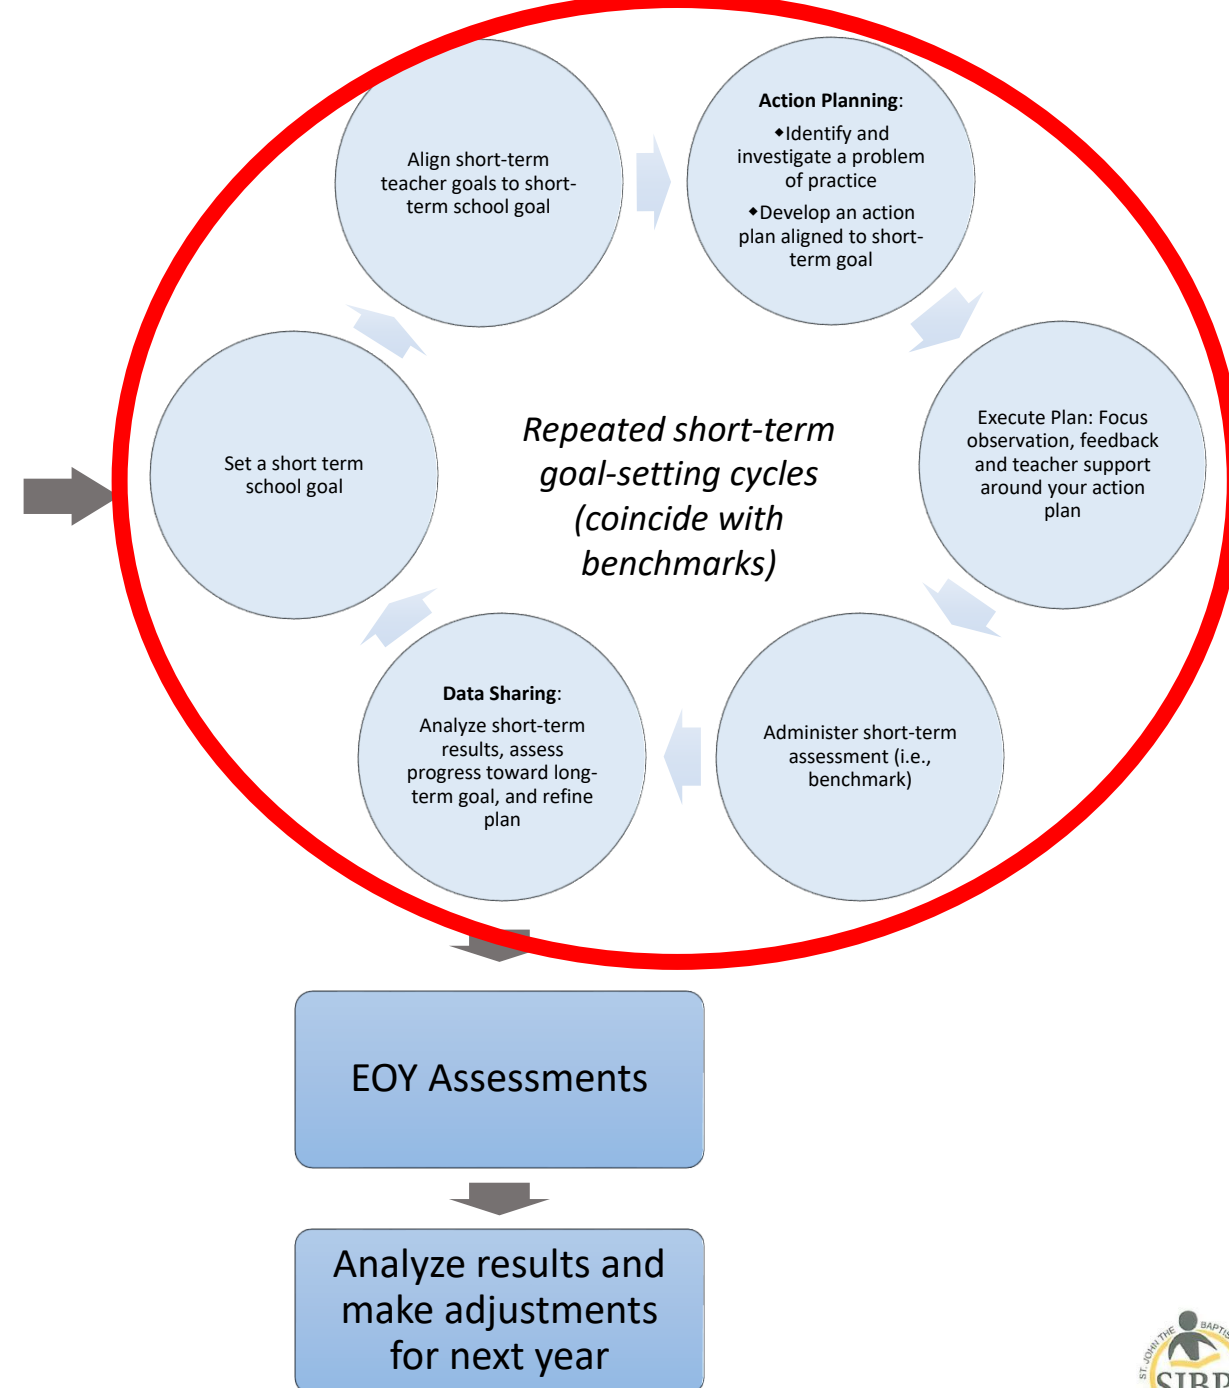 Align short-term
teacher goals to short-
term school goal
Action Planning:
◆Identify and
investigate a problem
of practice
◆Develop an action
plan aligned to short-
term goal
Set a short term
school goal
Repeated short-term
goal-setting cycles
(coincide with
benchmarks)
Execute Plan: Focus
observation, feedback
and teacher support
around your action
plan
Data Sharing:
Analyze short-term
results, assess
progress toward long-
term goal, and refine
plan
Administer short-term
assessment (i.e.,
benchmark)
EOY Assessments
Analyze results and
make adjustments
for next year
ST. JOHN THE